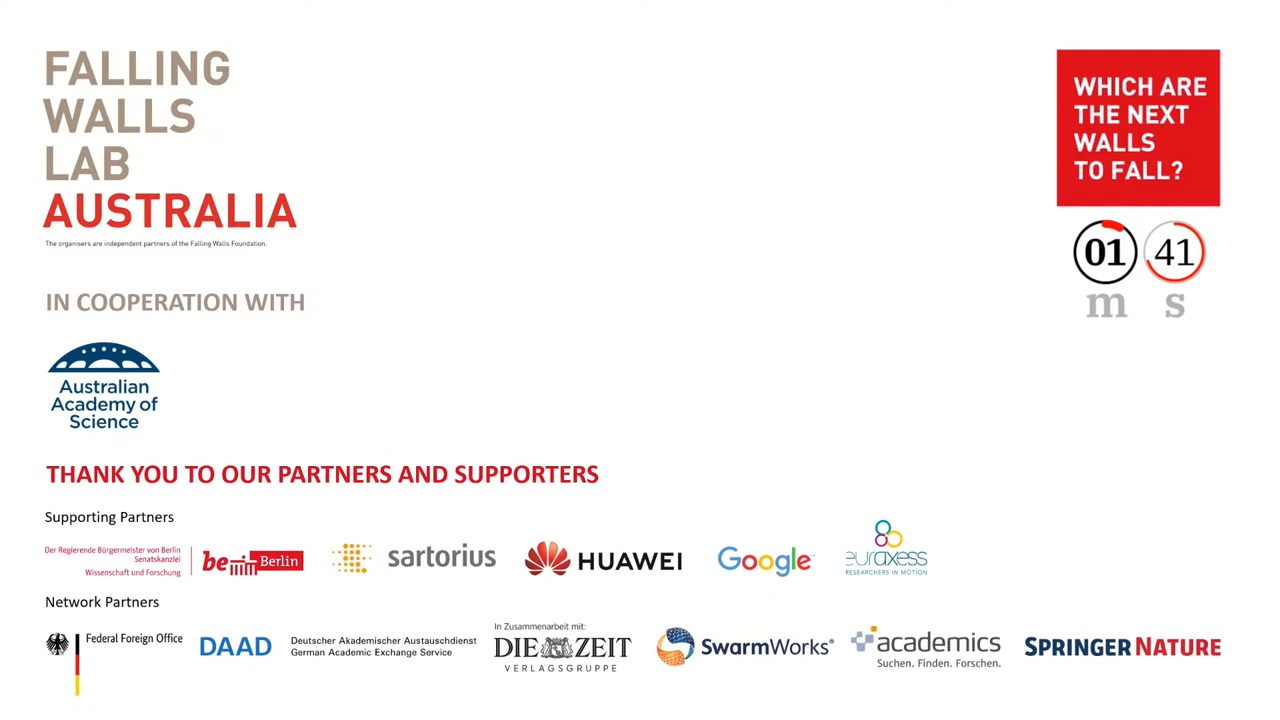 FALLING
WALLS
LAB
AUSTRALIA
The organisers are independent partners of the Falling Walls Foundation.
WHICH ARE
THE NEXT
WALLS
TO FALL?
01 41
m s
IN COOPERATION WITH
Australian
Academy of
Science
THANK YOU TO OUR PARTNERS AND SUPPORTERS
Supporting Partners
Der Regierende Bürgermeister von Berlin
Senatskanzlei
Wissenschaft und Forschung
be Berlin
sartorius
HUAWEI
Google
euraxess
RESEARCHERS IN MOTION
Network Partners
Federal Foreign Office
DAAD
Deutscher Akademischer Austauschdienst
German Academic Exchange Service
In Zusammenarbeit mit:
DIE ZEIT
VERLAGSGRUPPE
SwarmWorks®
academics
Suchen. Finden. Forschen.
SPRINGER NATURE